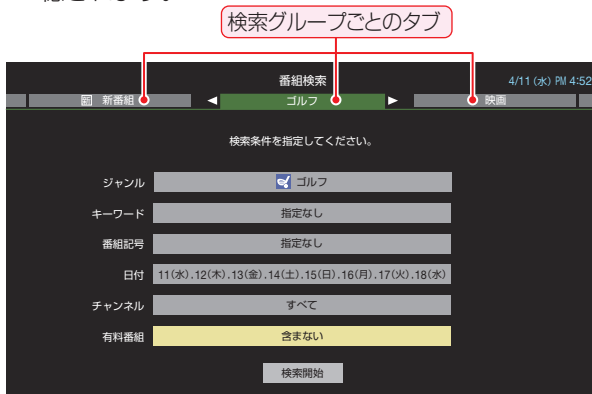 検索グループごとのタブ
番組検索 4/11 (水) PM 4:52
新番組 ◀ ゴルフ ▶ 映画
検索条件を指定してください。
ジャンル ゴルフ
キーワード 指定なし
番組記号 指定なし
日付 11(水).12(木).13(金).14(土).15(日).16(月).17(火).18(水)
チャンネル すべて
有料番組 含まない
検索開始